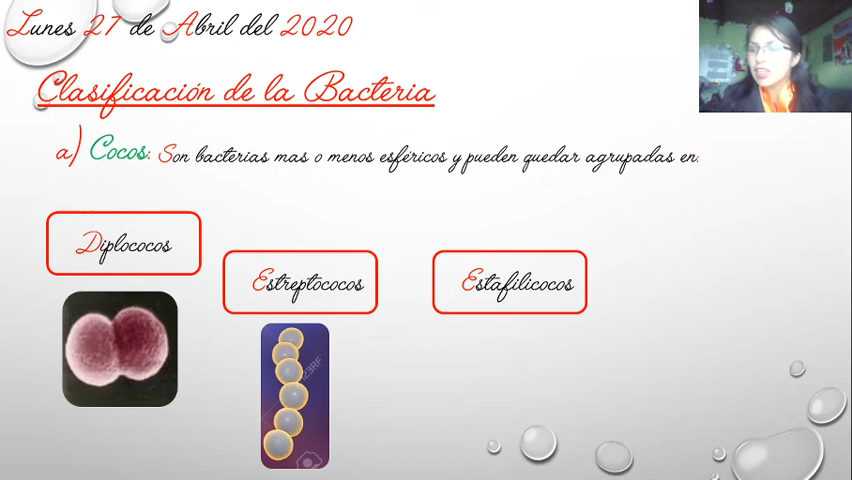 Lunes 27 de Abril del 2020
Clasificación de la Bacteria
a) Cocos: Son bacterias mas o menos esféricos y pueden quedar agrupadas en:
Diplococos
Estreptococos
Estafilicocos
123RF